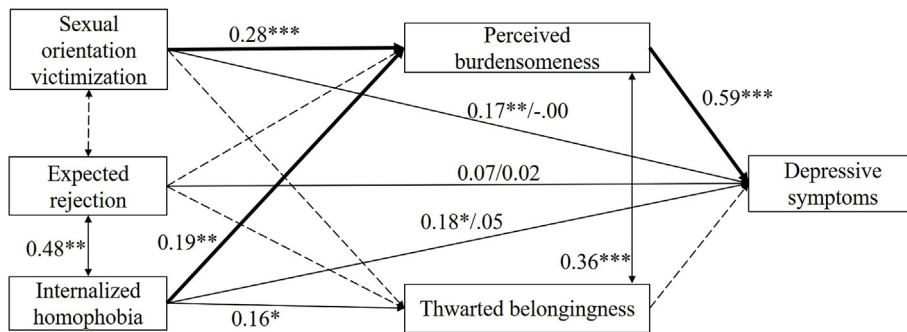 Sexual
orientation
victimization
0.28***
Perceived
burdensomeness
0.17**/-.00
0.59***
Expected
rejection
0.07/0.02
Depressive
symptoms
0.48**
0.19**
0.18*/.05
0.36***
Internalized
homophobia
0.16*
Thwarted belongingness